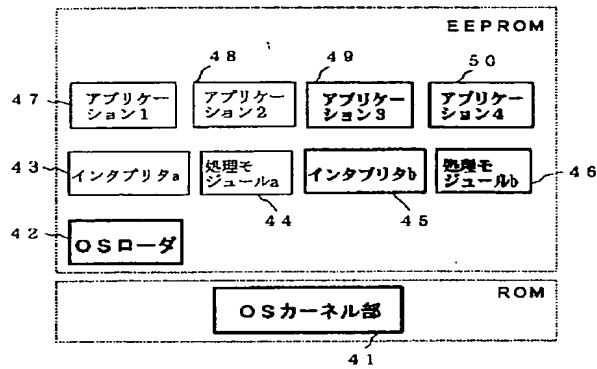 EEPROM
48
49
50
47
アプリケー
ション1
アプリケー
ション2
アプリケー
ション3
アプリケー
ション4
43
インタプリタa
処理モ
ジュールa
インタプリタb
処理モ
ジュールb
46
44
45
42
OSローダ
ROM
OSカーネル部
41